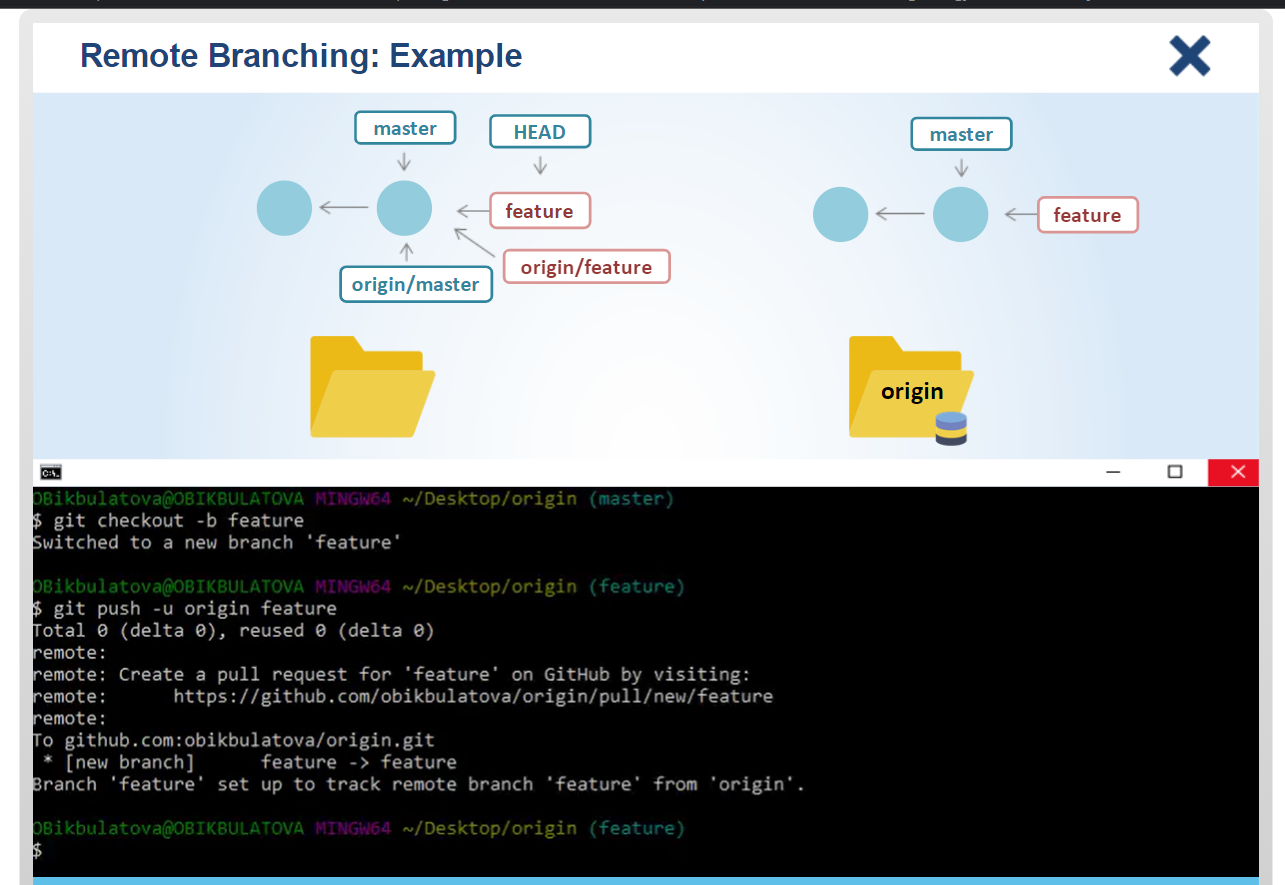 Remote Branching: Example
master
HEAD
feature
origin/feature
origin/master
master
feature
origin
C:\.
OBikbulatova@OBIKBULATOVA MINGW64 ~/Desktop/origin (master)
$ git checkout -b feature
Switched to a new branch 'feature'
OBikbulatova@OBIKBULATOVA MINGW64 ~/Desktop/origin (feature)
$ git push -u origin feature
Total 0 (delta 0), reused 0 (delta 0)
remote:
remote: Create a pull request for 'feature' on GitHub by visiting:
remote:      https://github.com/obikbulatova/origin/pull/new/feature
remote:
To github.com:obikbulatova/origin.git
 * [new branch]      feature -> feature
Branch 'feature' set up to track remote branch 'feature' from 'origin'.
OBikbulatova@OBIKBULATOVA MINGW64 ~/Desktop/origin (feature)
$